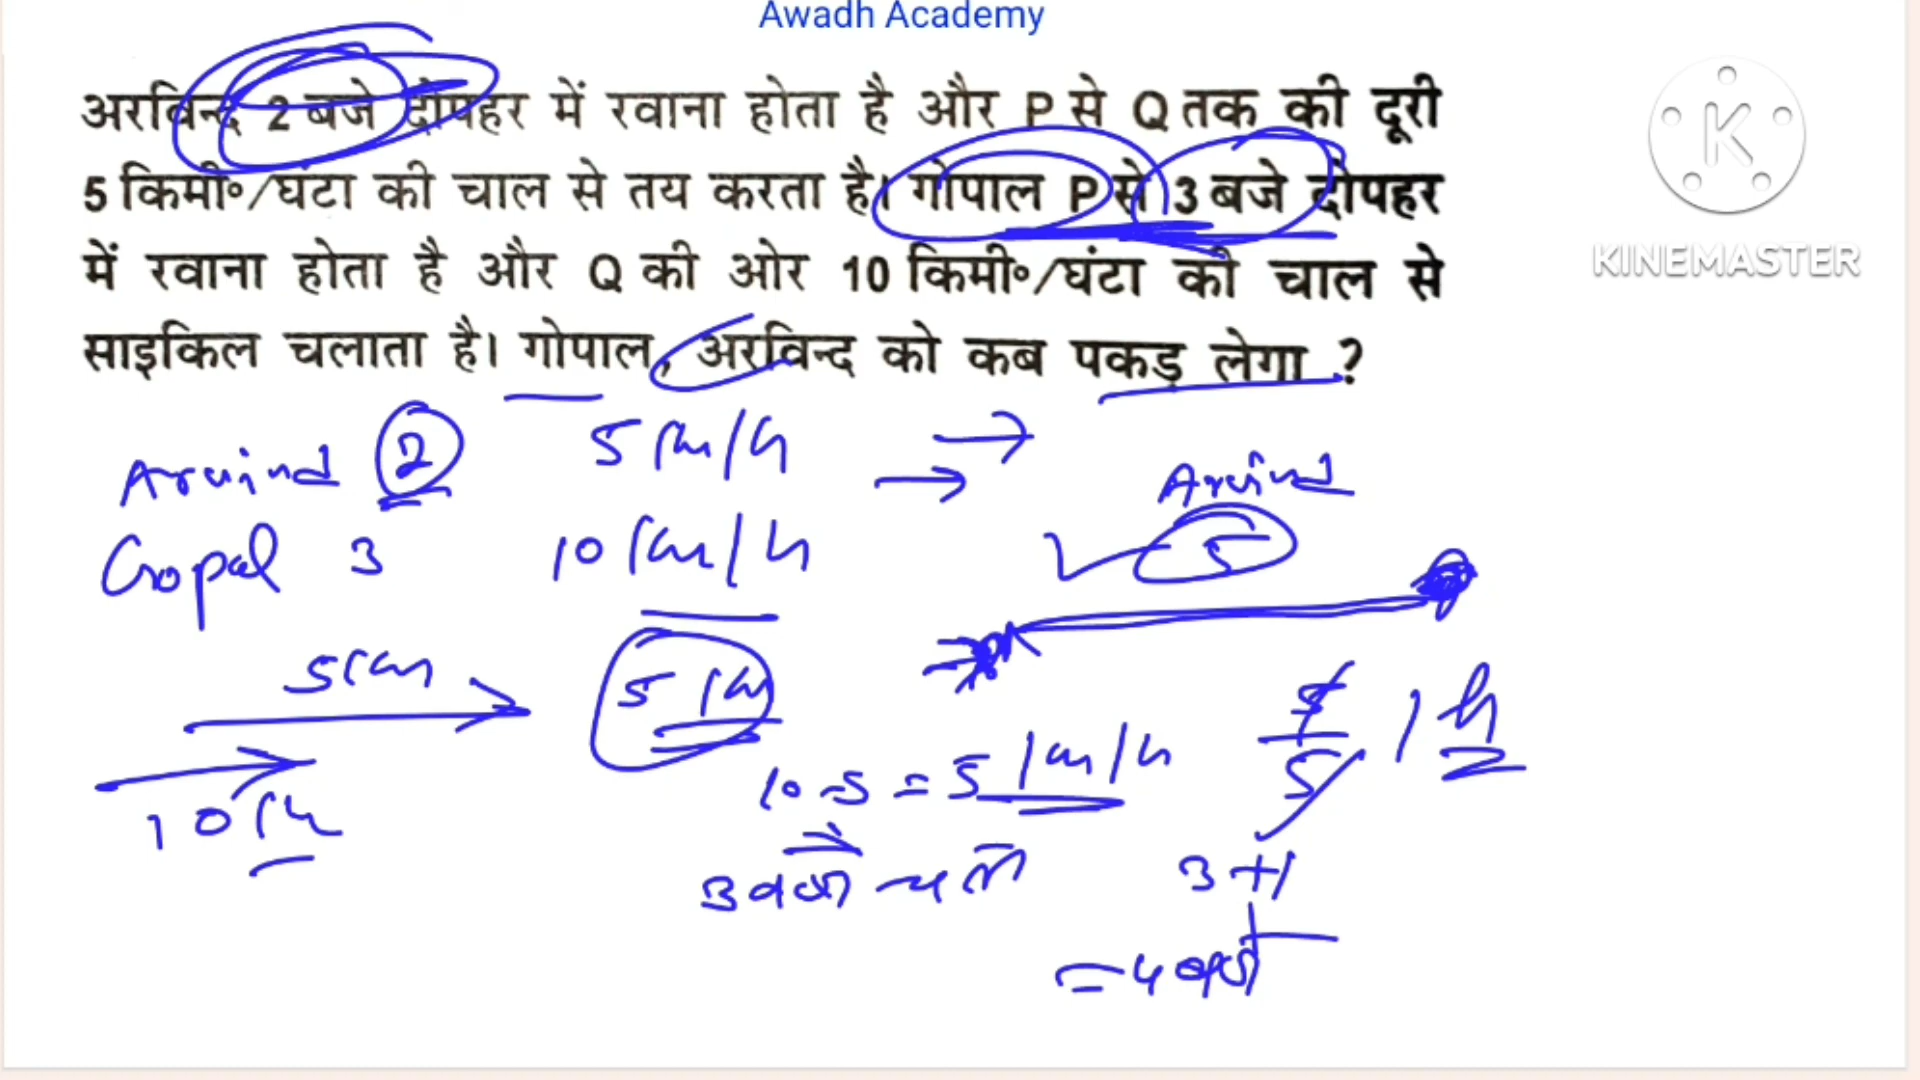 Awadh Academy
अरविन्द 2 बजे दोपहर में रवाना होता है और P से Q तक की दूरी
5 किमी०/घंटा की चाल से तय करता है। गोपाल P से 3 बजे दोपहर
में रवाना होता है और Q की ओर 10 किमी०/घंटा की चाल से
साइकिल चलाता है। गोपाल, अरविन्द को कब पकड़ लेगा ?
KINEMASTER
Arvind 2 5 km/h
Arvind
Gopal 3 10 km/h
5
5 km
5 km
10 km
10-5 = 5 km/h
5/5 1 h
3 बजे
3+1
= 4 बजे